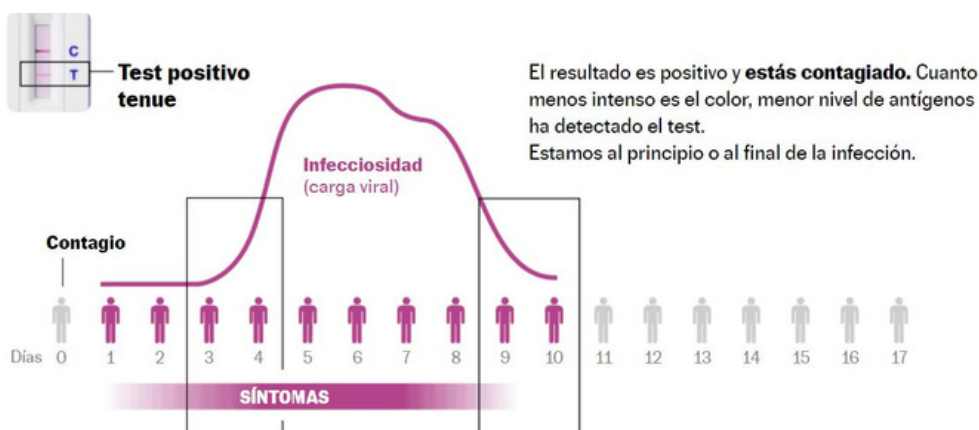 C
T
Test positivo
tenue
El resultado es positivo y estás contagiado. Cuanto
menos intenso es el color, menor nivel de antígenos
ha detectado el test.
Estamos al principio o al final de la infección.
Infecciosidad
(carga viral)
Contagio
Días 0 1 2 3 4 5 6 7 8 9 10 11 12 13 14 15 16 17
SÍNTOMAS